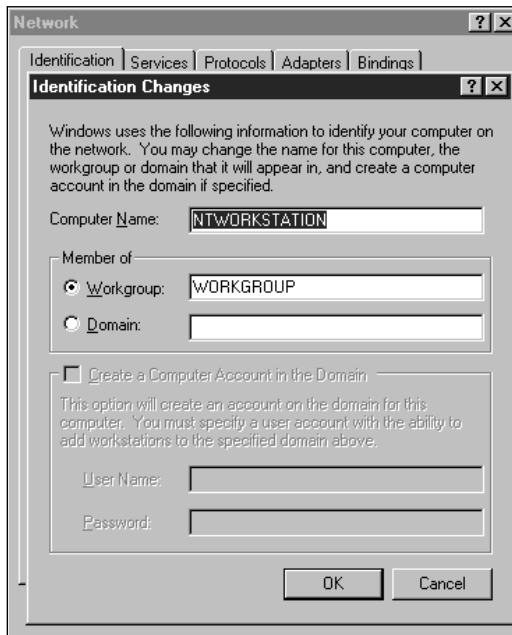 Network
Identification Services Protocols Adapters Bindings
Identification Changes
Windows uses the following information to identify your computer on
the network. You may change the name for this computer, the
workgroup or domain that it will appear in, and create a computer
account in the domain if specified.
Computer Name: NTWORKSTATION
Member of
Workgroup: WORKGROUP
Domain:
Create a Computer Account in the Domain
This option will create an account on the domain for this
computer. You must specify a user account with the ability to
add workstations to the specified domain above.
User Name:
Password:
OK Cancel